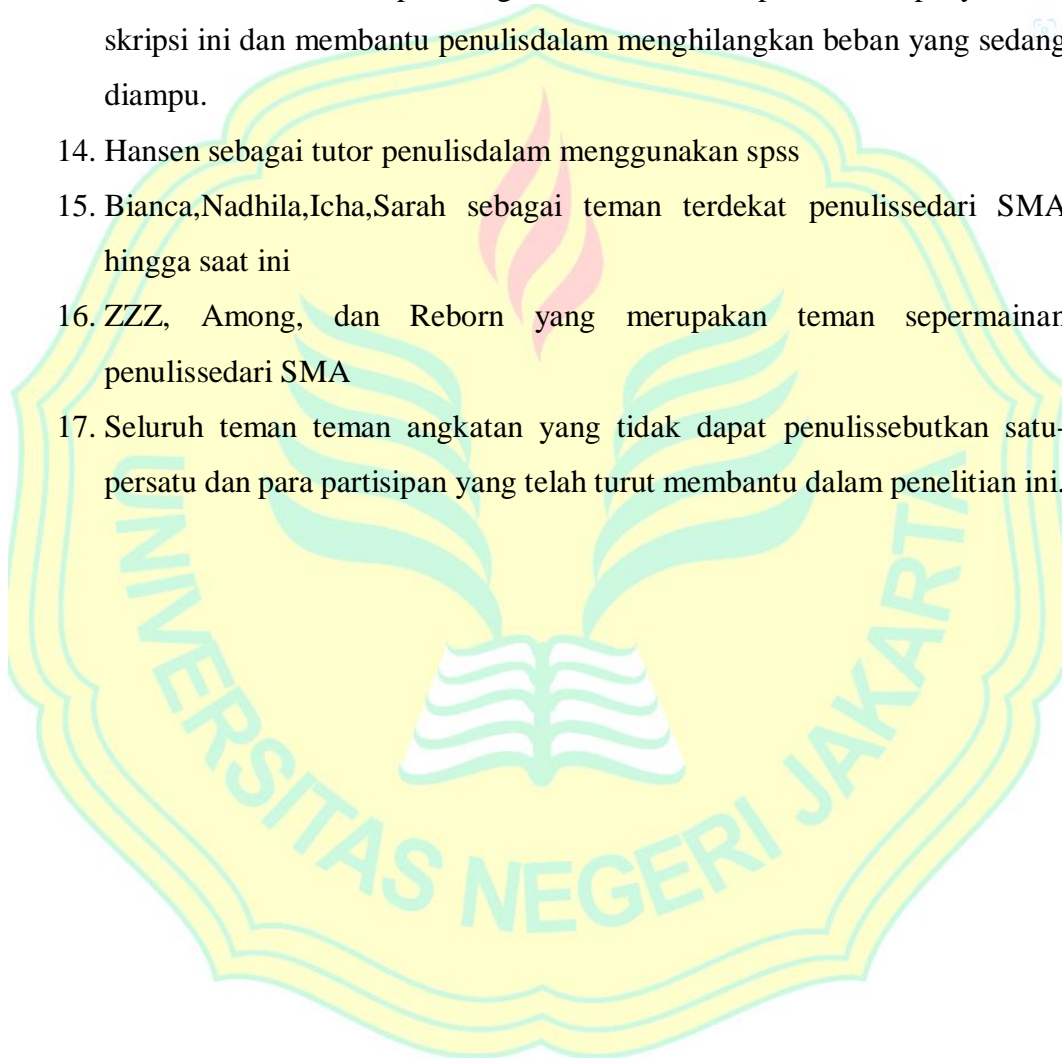 skripsi ini dan membantu penulisdalam menghilangkan beban yang sedang
diampu.
14. Hansen sebagai tutor penulisdalam menggunakan spss
15. Bianca,Nadhila,Icha,Sarah sebagai teman terdekat penulissedari SMA
hingga saat ini
16. ZZZ, Among, dan Reborn yang merupakan teman sepermainan
penulissedari SMA
17. Seluruh teman teman angkatan yang tidak dapat penulissebutkan satu-
persatu dan para partisipan yang telah turut membantu dalam penelitian ini.
UNIVERSITAS NEGERI JAKARTA